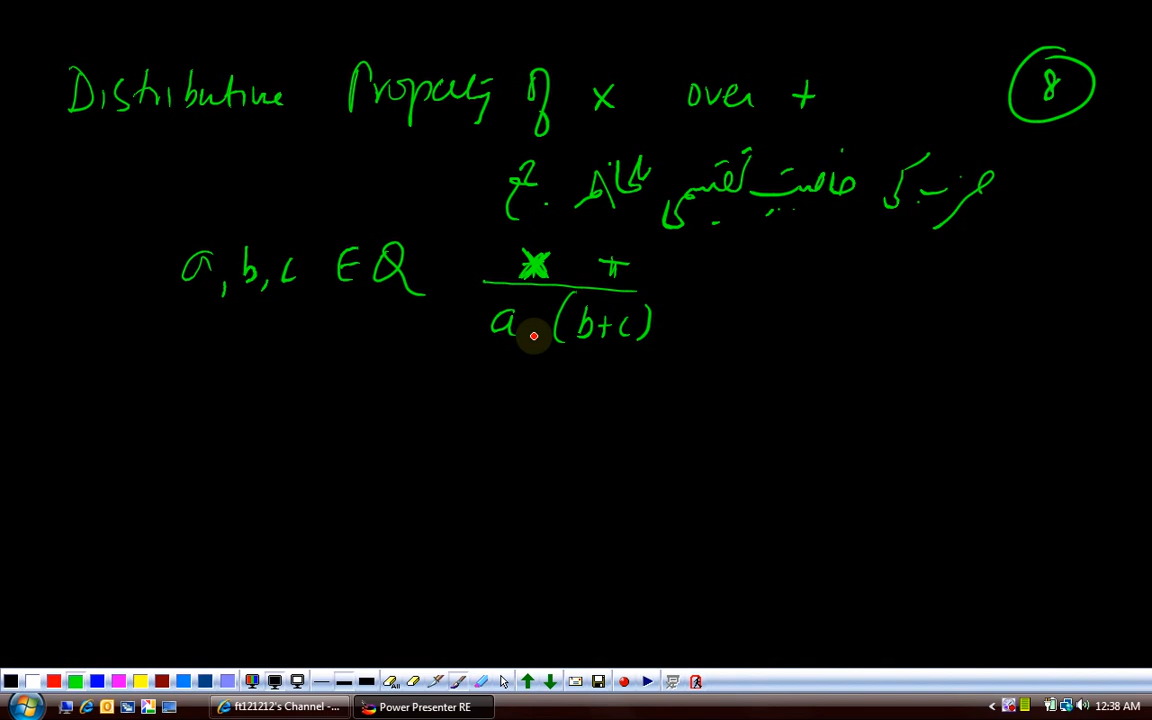 Distributive Property of × over + 8
ضرب کی خاصیت تقسیمی بلحاظ جمع
a, b, c ∈ Q × +
a (b+c)
ft121212's Channel -... Power Presenter RE 12:38 AM